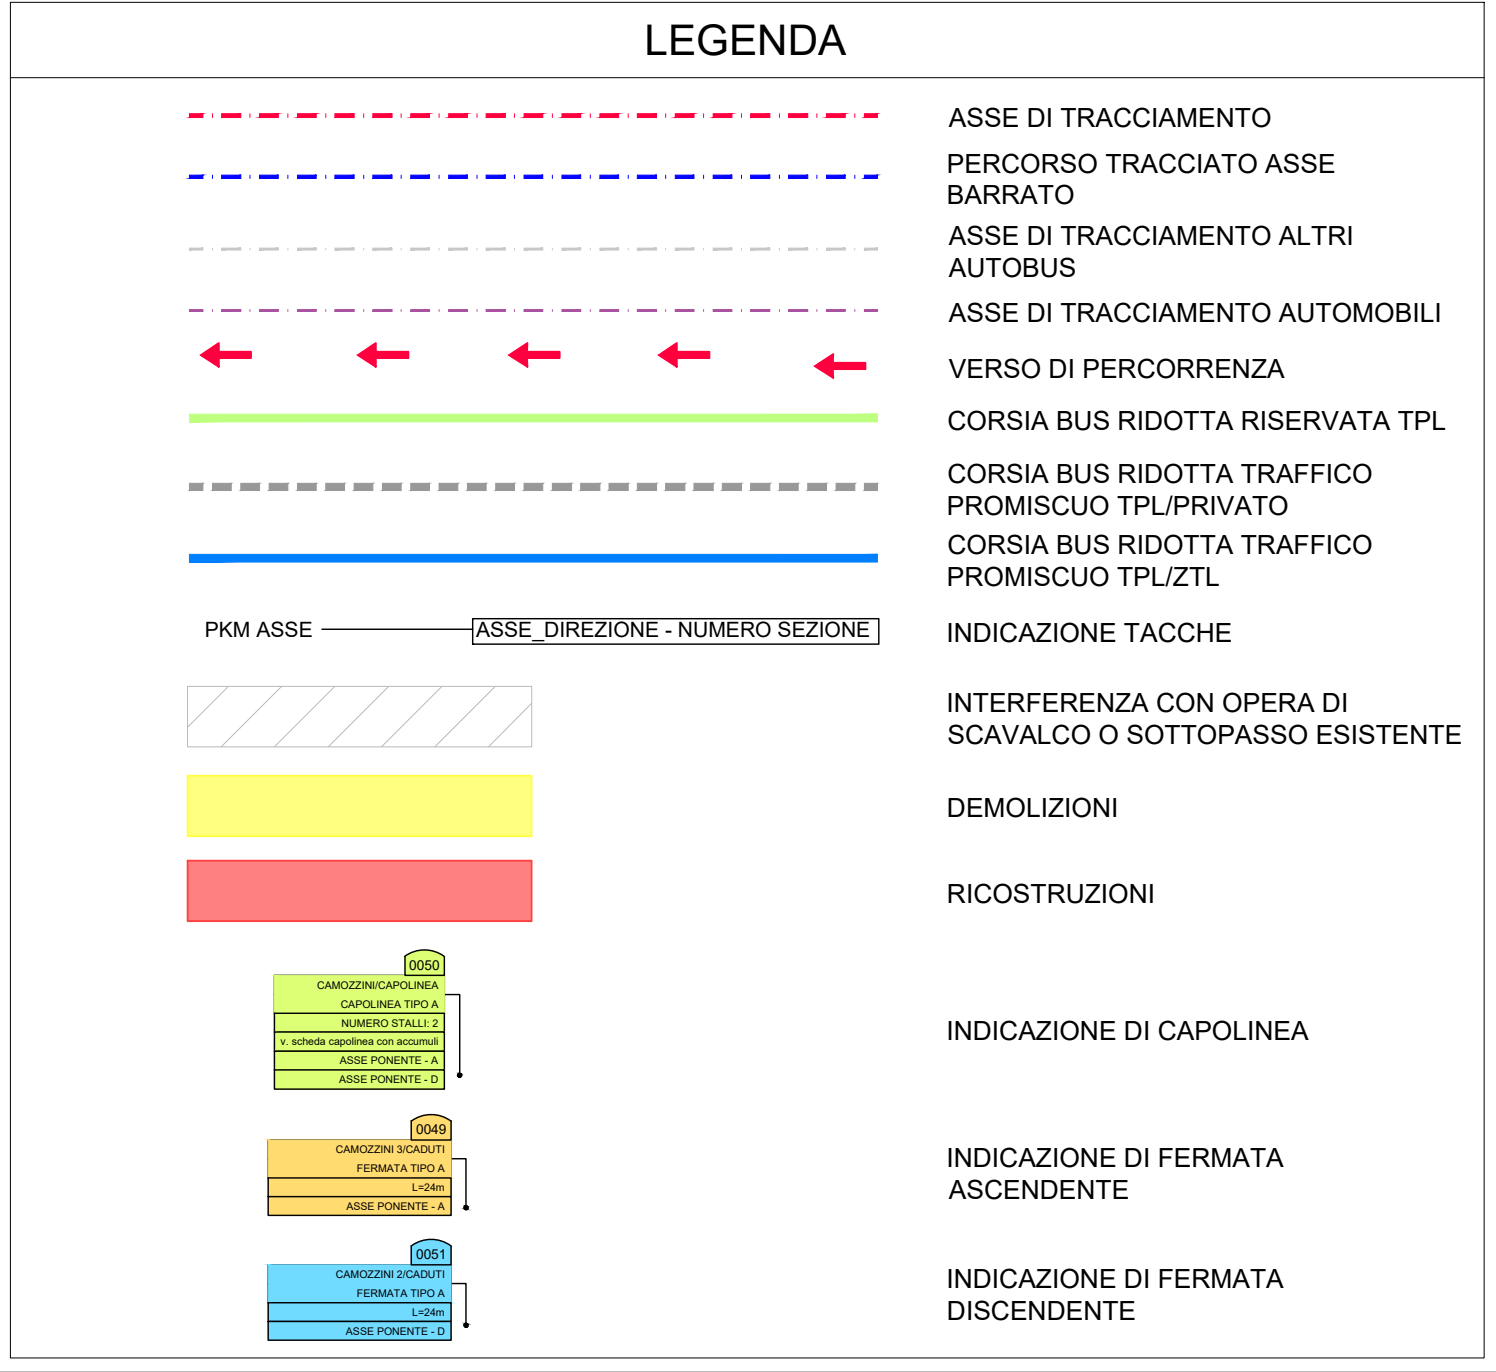 LEGENDA
ASSE DI TRACCIAMENTO
PERCORSO TRACCIATO ASSE
BARRATO
ASSE DI TRACCIAMENTO ALTRI
AUTOBUS
ASSE DI TRACCIAMENTO AUTOMOBILI
VERSO DI PERCORRENZA
CORSIA BUS RIDOTTA RISERVATA TPL
CORSIA BUS RIDOTTA TRAFFICO
PROMISCUO TPL/PRIVATO
CORSIA BUS RIDOTTA TRAFFICO
PROMISCUO TPL/ZTL
PKM ASSE
ASSE_DIREZIONE - NUMERO SEZIONE
INDICAZIONE TACCHE
INTERFERENZA CON OPERA DI
SCAVALCO O SOTTOPASSO ESISTENTE
DEMOLIZIONI
RICOSTRUZIONI
0050
CAMOZZINI/CAPOLINEA
CAPOLINEA TIPO A
NUMERO STALLI: 2
v. scheda capolinea con accumuli
ASSE PONENTE - A
ASSE PONENTE - D
INDICAZIONE DI CAPOLINEA
0049
CAMOZZINI 3/CADUTI
FERMATA TIPO A
L=24m
ASSE PONENTE - A
INDICAZIONE DI FERMATA
ASCENDENTE
0051
CAMOZZINI 2/CADUTI
FERMATA TIPO A
L=24m
ASSE PONENTE - D
INDICAZIONE DI FERMATA
DISCENDENTE